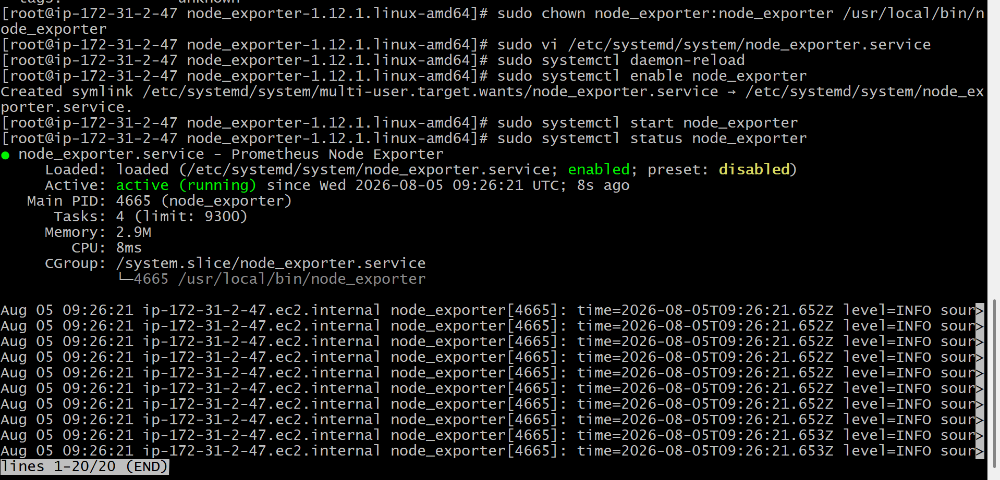 tags: unknown
[root@ip-172-31-2-47 node_exporter-1.12.1.linux-amd64]# sudo chown node_exporter:node_exporter /usr/local/bin/n
ode_exporter
[root@ip-172-31-2-47 node_exporter-1.12.1.linux-amd64]# sudo vi /etc/systemd/system/node_exporter.service
[root@ip-172-31-2-47 node_exporter-1.12.1.linux-amd64]# sudo systemctl daemon-reload
[root@ip-172-31-2-47 node_exporter-1.12.1.linux-amd64]# sudo systemctl enable node_exporter
Created symlink /etc/systemd/system/multi-user.target.wants/node_exporter.service → /etc/systemd/system/node_ex
porter.service.
[root@ip-172-31-2-47 node_exporter-1.12.1.linux-amd64]# sudo systemctl start node_exporter
[root@ip-172-31-2-47 node_exporter-1.12.1.linux-amd64]# sudo systemctl status node_exporter
● node_exporter.service - Prometheus Node Exporter
     Loaded: loaded (/etc/systemd/system/node_exporter.service; enabled; preset: disabled)
     Active: active (running) since Wed 2026-08-05 09:26:21 UTC; 8s ago
   Main PID: 4665 (node_exporter)
      Tasks: 4 (limit: 9300)
     Memory: 2.9M
        CPU: 8ms
     CGroup: /system.slice/node_exporter.service
             └─4665 /usr/local/bin/node_exporter
Aug 05 09:26:21 ip-172-31-2-47.ec2.internal node_exporter[4665]: time=2026-08-05T09:26:21.652Z level=INFO sour>
Aug 05 09:26:21 ip-172-31-2-47.ec2.internal node_exporter[4665]: time=2026-08-05T09:26:21.652Z level=INFO sour>
Aug 05 09:26:21 ip-172-31-2-47.ec2.internal node_exporter[4665]: time=2026-08-05T09:26:21.652Z level=INFO sour>
Aug 05 09:26:21 ip-172-31-2-47.ec2.internal node_exporter[4665]: time=2026-08-05T09:26:21.652Z level=INFO sour>
Aug 05 09:26:21 ip-172-31-2-47.ec2.internal node_exporter[4665]: time=2026-08-05T09:26:21.652Z level=INFO sour>
Aug 05 09:26:21 ip-172-31-2-47.ec2.internal node_exporter[4665]: time=2026-08-05T09:26:21.652Z level=INFO sour>
Aug 05 09:26:21 ip-172-31-2-47.ec2.internal node_exporter[4665]: time=2026-08-05T09:26:21.652Z level=INFO sour>
Aug 05 09:26:21 ip-172-31-2-47.ec2.internal node_exporter[4665]: time=2026-08-05T09:26:21.652Z level=INFO sour>
Aug 05 09:26:21 ip-172-31-2-47.ec2.internal node_exporter[4665]: time=2026-08-05T09:26:21.653Z level=INFO sour>
Aug 05 09:26:21 ip-172-31-2-47.ec2.internal node_exporter[4665]: time=2026-08-05T09:26:21.653Z level=INFO sour>
lines 1-20/20 (END)